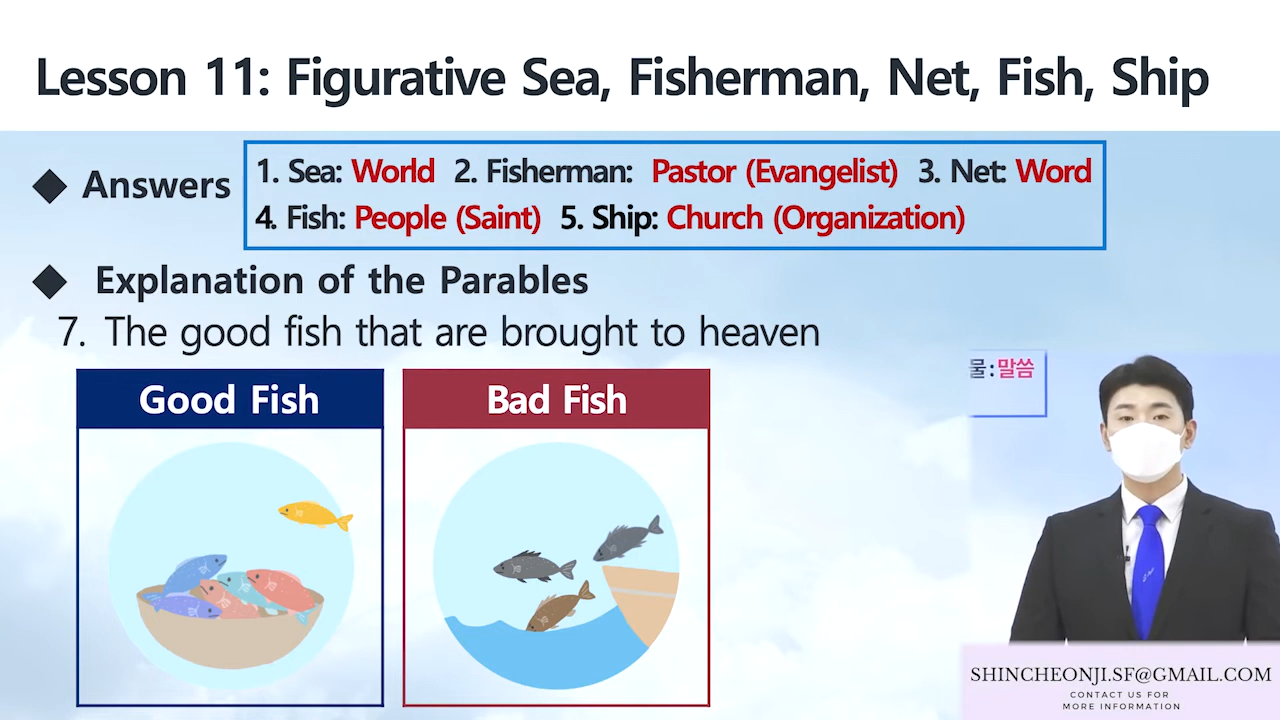 Lesson 11: Figurative Sea, Fisherman, Net, Fish, Ship
◆ Answers
1. Sea: World 2. Fisherman: Pastor (Evangelist) 3. Net: Word
4. Fish: People (Saint) 5. Ship: Church (Organization)
◆ Explanation of the Parables
7. The good fish that are brought to heaven
Good Fish
Bad Fish
물:말씀
SHINCHEONJI.SF@GMAIL.COM
CONTACT US FOR
MORE INFORMATION